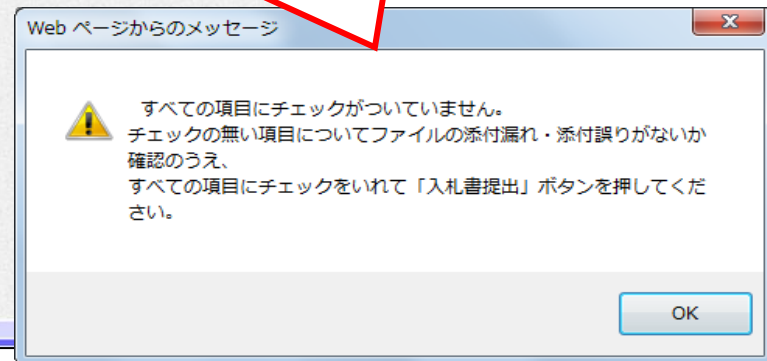 Web ページからのメッセージ
すべての項目にチェックがついていません。
チェックの無い項目についてファイルの添付漏れ・添付誤りがないか
確認のうえ、
すべての項目にチェックをいれて「入札書提出」ボタンを押してくだ
さい。
OK